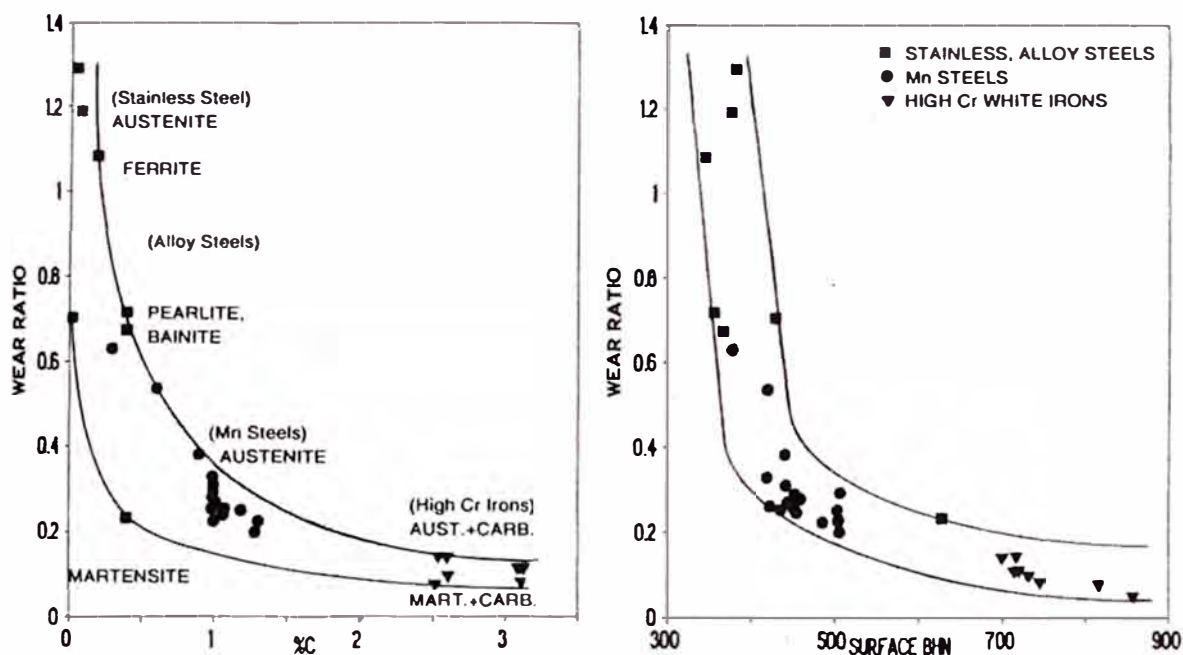 1.4
1.2
1
0.8
0.6
0.4
0.2
0
WEAR RATIO
(Stainless Steel)
AUSTENITE
FERRITE
(Alloy Steels)
PEARLITE,
BAINITE
(Mn Steels)
AUSTENITE
(High Cr Irons)
AUST.+CARB.
MARTENSITE
MART.+CARB.
0 1 2 3
%C
1.4
1.2
1
0.8
0.6
0.4
0.2
0
WEAR RATIO
STAINLESS, ALLOY STEELS
Mn STEELS
HIGH Cr WHITE IRONS
300 500 700 900
SURFACE BHN